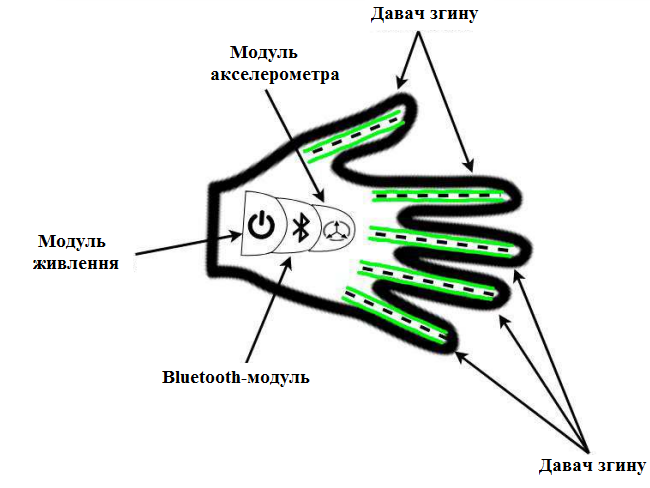 Давач згину
Модуль
акселерометра
Модуль
живлення
Bluetooth-модуль
Давач згину